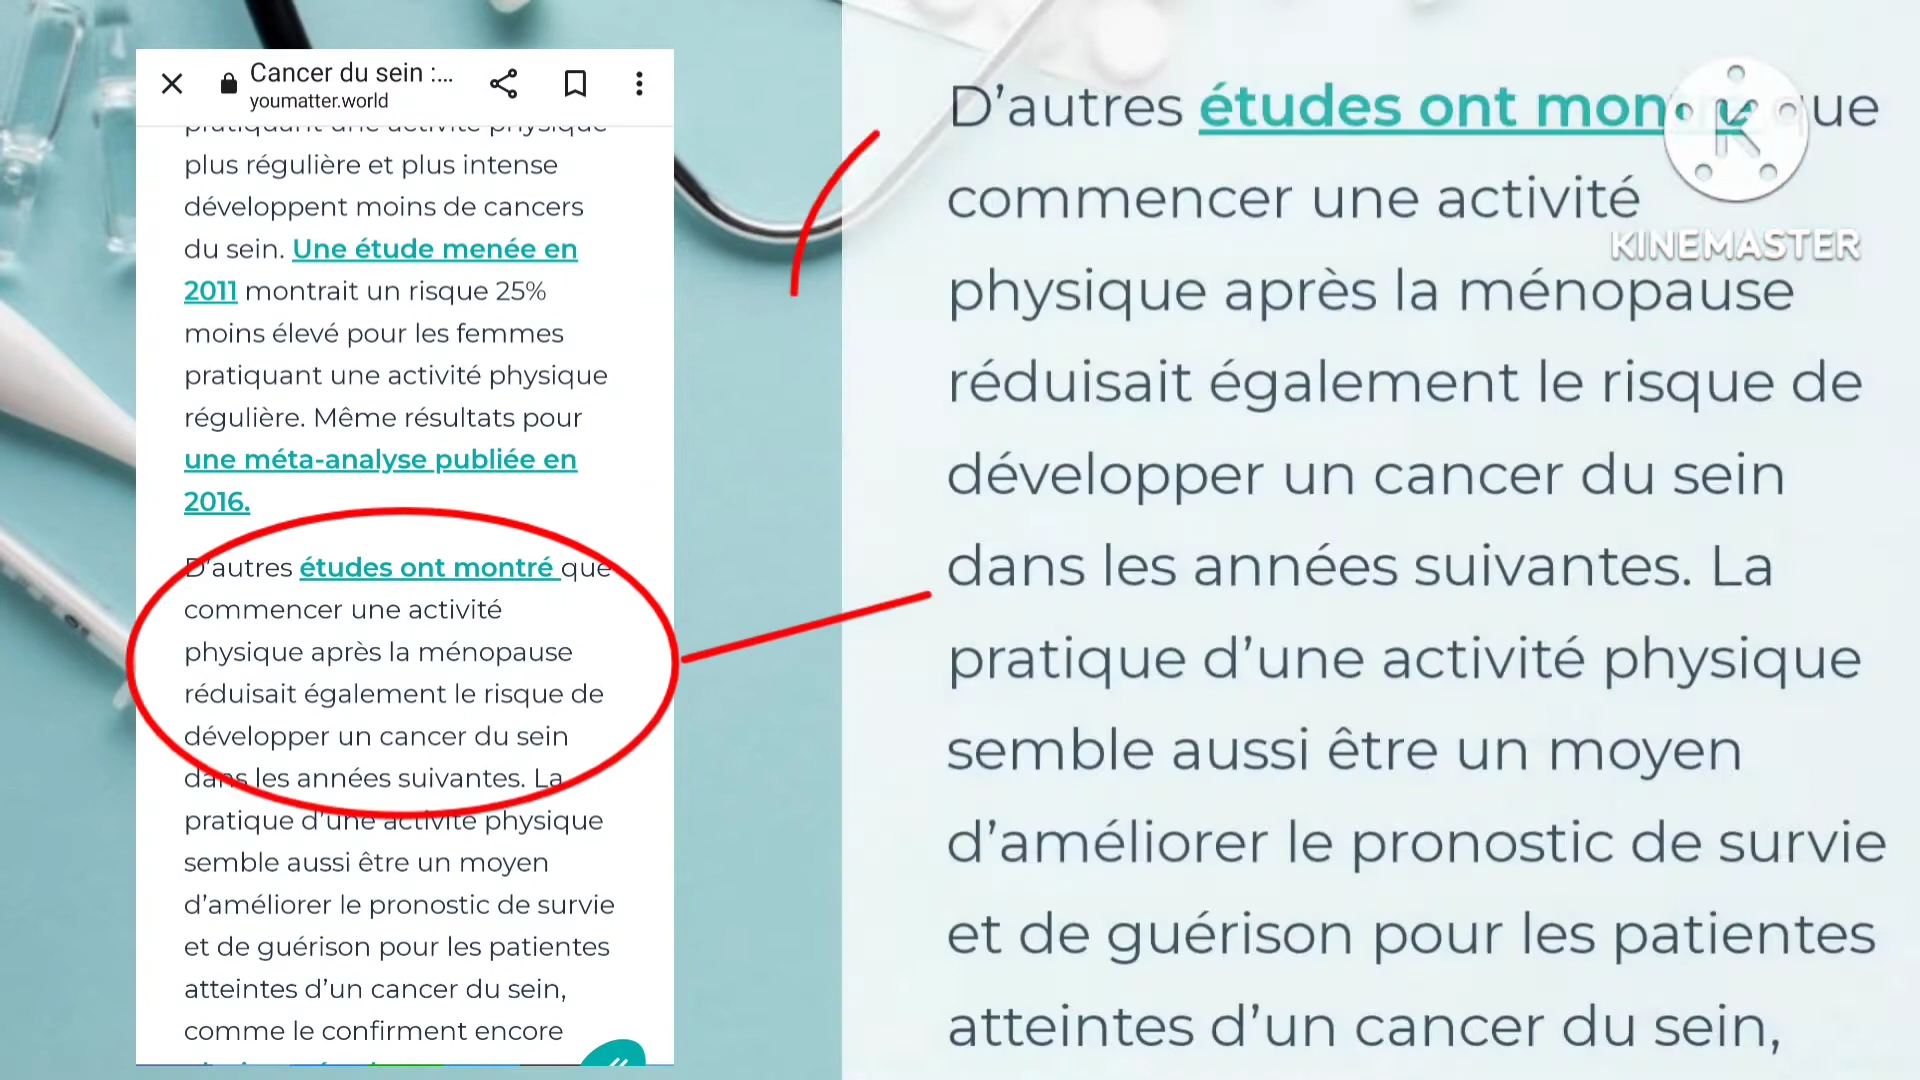 Cancer du sein :...
youmatter.world
pratiquant une activité physique
plus régulière et plus intense
développent moins de cancers
du sein. Une étude menée en
2011 montrait un risque 25%
moins élevé pour les femmes
pratiquant une activité physique
régulière. Même résultats pour
une méta-analyse publiée en
2016.
D’autres études ont montré que
commencer une activité
physique après la ménopause
réduisait également le risque de
développer un cancer du sein
dans les années suivantes. La
pratique d’une activité physique
semble aussi être un moyen
d’améliorer le pronostic de survie
et de guérison pour les patientes
atteintes d’un cancer du sein,
comme le confirment encore
D’autres études ont montré que
commencer une activité
physique après la ménopause
réduisait également le risque de
développer un cancer du sein
dans les années suivantes. La
pratique d’une activité physique
semble aussi être un moyen
d’améliorer le pronostic de survie
et de guérison pour les patientes
atteintes d’un cancer du sein,
K
KINEMASTER